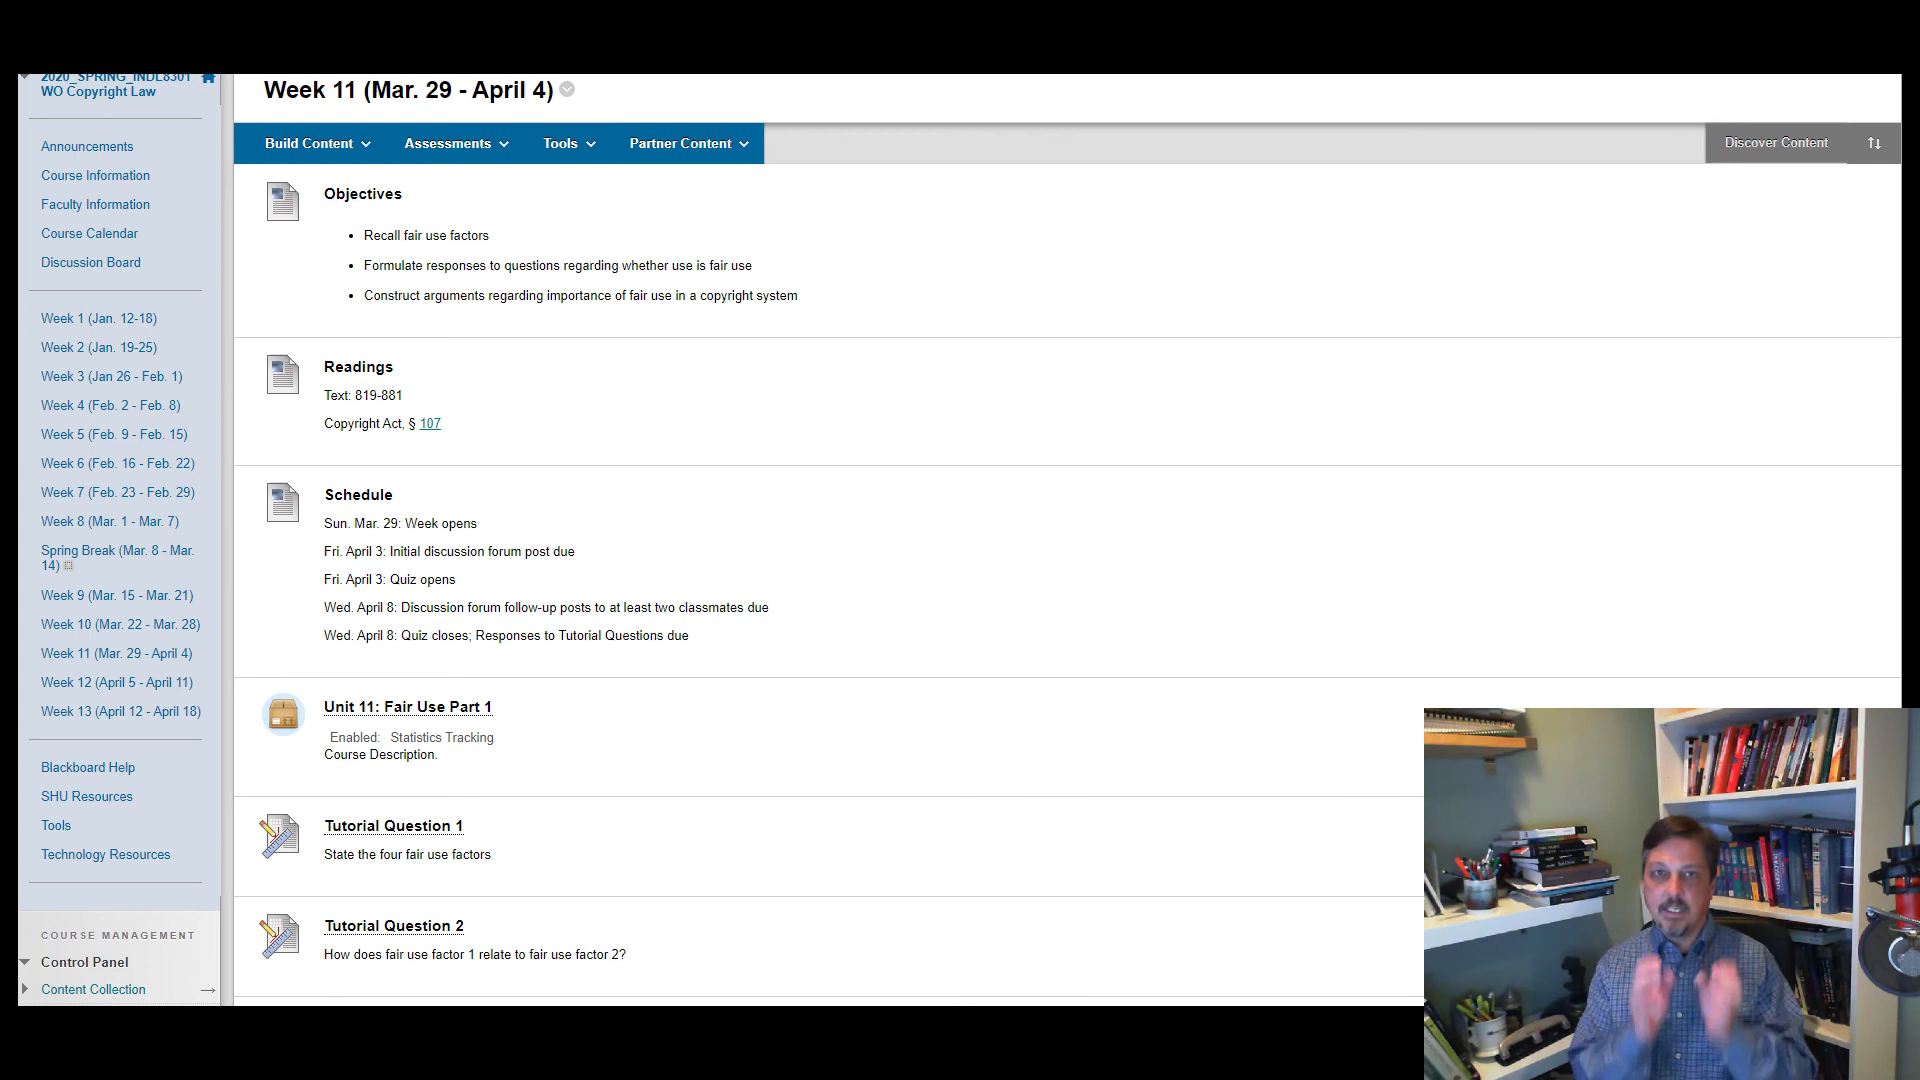 2020_SPRING_INDL8301
WO Copyright Law
Announcements
Course Information
Faculty Information
Course Calendar
Discussion Board
Week 1 (Jan. 12-18)
Week 2 (Jan. 19-25)
Week 3 (Jan 26 - Feb. 1)
Week 4 (Feb. 2 - Feb. 8)
Week 5 (Feb. 9 - Feb. 15)
Week 6 (Feb. 16 - Feb. 22)
Week 7 (Feb. 23 - Feb. 29)
Week 8 (Mar. 1 - Mar. 7)
Spring Break (Mar. 8 - Mar.
14)
Week 9 (Mar. 15 - Mar. 21)
Week 10 (Mar. 22 - Mar. 28)
Week 11 (Mar. 29 - April 4)
Week 12 (April 5 - April 11)
Week 13 (April 12 - April 18)
Blackboard Help
SHU Resources
Tools
Technology Resources
COURSE MANAGEMENT
Control Panel
Content Collection
Week 11 (Mar. 29 - April 4)
Build Content Assessments Tools Partner Content Discover Content
Objectives
• Recall fair use factors
• Formulate responses to questions regarding whether use is fair use
• Construct arguments regarding importance of fair use in a copyright system
Readings
Text: 819-881
Copyright Act, § 107
Schedule
Sun. Mar. 29: Week opens
Fri. April 3: Initial discussion forum post due
Fri. April 3: Quiz opens
Wed. April 8: Discussion forum follow-up posts to at least two classmates due
Wed. April 8: Quiz closes; Responses to Tutorial Questions due
Unit 11: Fair Use Part 1
Enabled: Statistics Tracking
Course Description.
Tutorial Question 1
State the four fair use factors
Tutorial Question 2
How does fair use factor 1 relate to fair use factor 2?